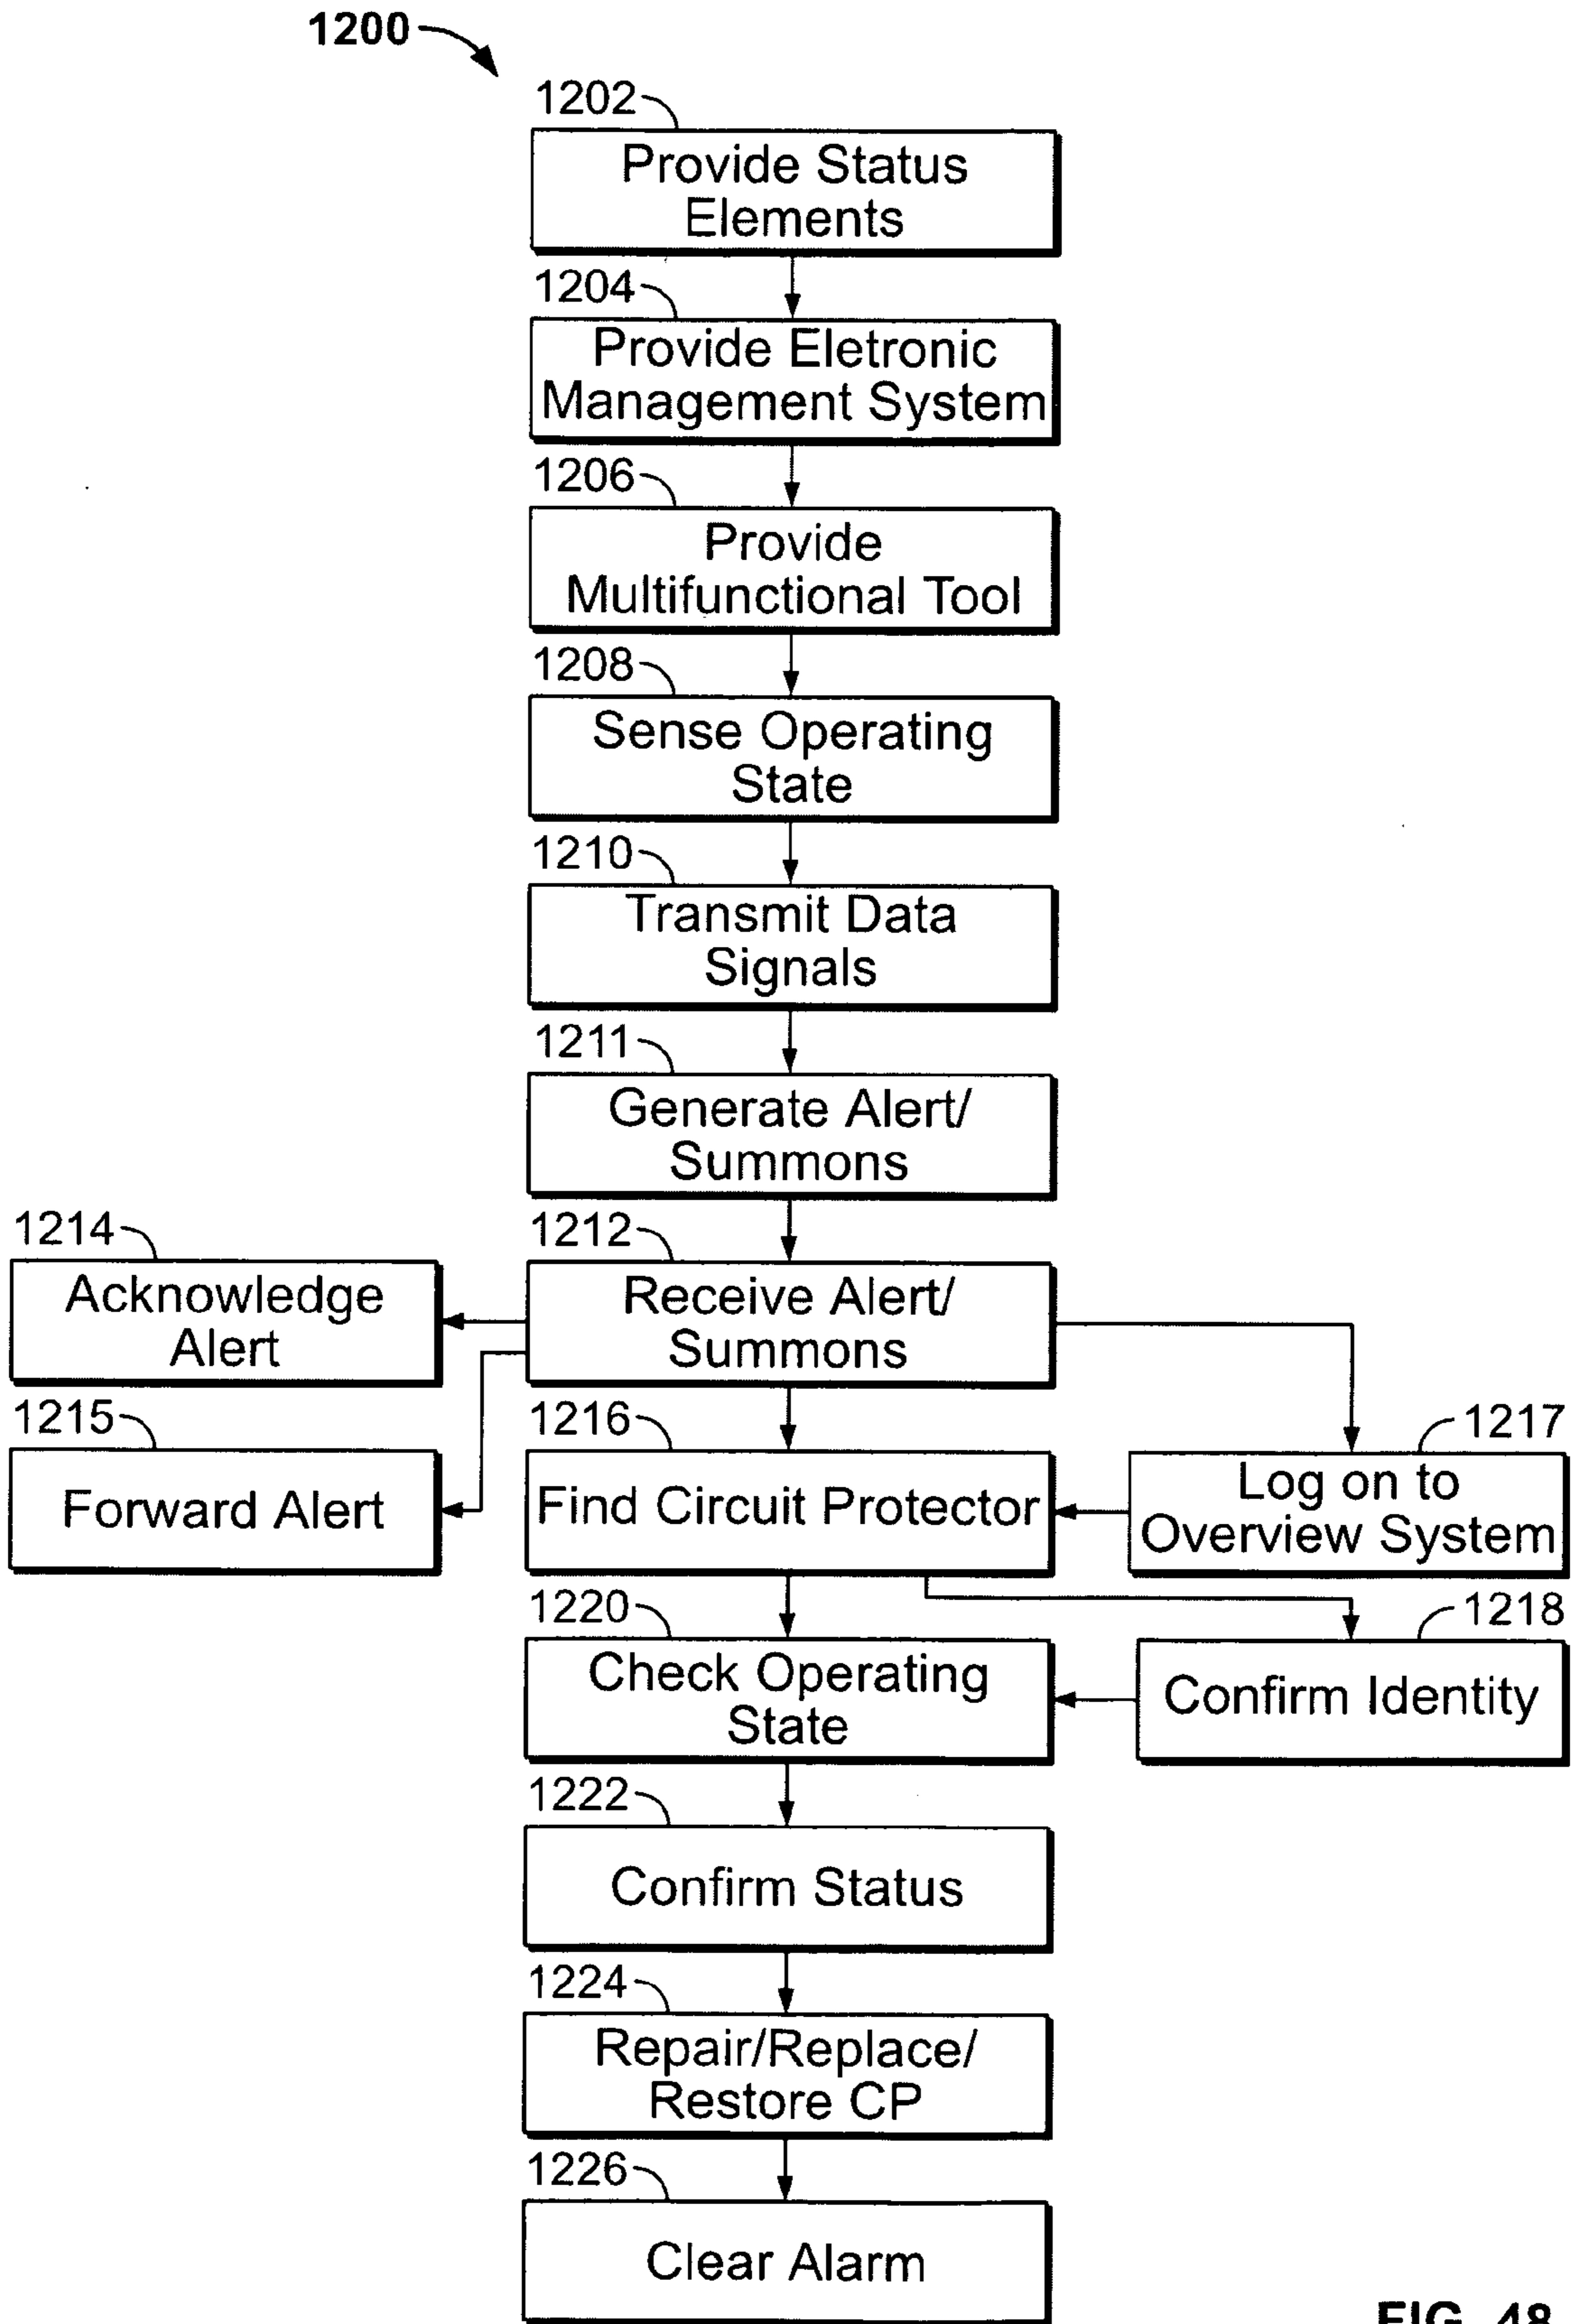 1200
1202
Provide Status
Elements
1204
Provide Eletronic
Management System
1206
Provide
Multifunctional Tool
1208
Sense Operating
State
1210
Transmit Data
Signals
1211
Generate Alert/
Summons
1214
Acknowledge
Alert
1212
Receive Alert/
Summons
1215
Forward Alert
1216
Find Circuit Protector
1217
Log on to
Overview System
1220
Check Operating
State
1218
Confirm Identity
1222
Confirm Status
1224
Repair/Replace/
Restore CP
1226
Clear Alarm
FIG. 48